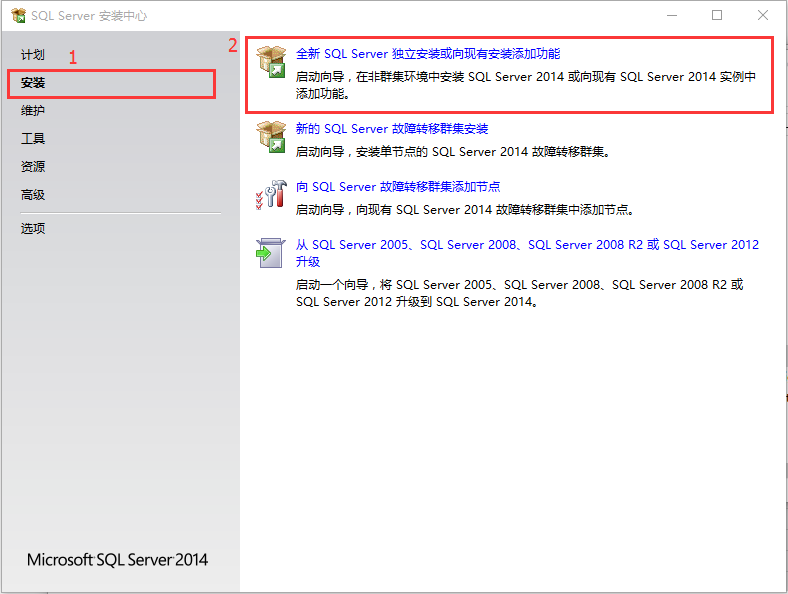 SQL Server 安装中心
计划
1
安装
维护
工具
资源
高级
选项
2
全新 SQL Server 独立安装或向现有安装添加功能
启动向导，在非群集环境中安装 SQL Server 2014 或向现有 SQL Server 2014 实例中
添加功能。
新的 SQL Server 故障转移群集安装
启动向导，安装单节点的 SQL Server 2014 故障转移群集。
向 SQL Server 故障转移群集添加节点
启动向导，向现有 SQL Server 2014 故障转移群集中添加节点。
从 SQL Server 2005、SQL Server 2008、SQL Server 2008 R2 或 SQL Server 2012
升级
启动一个向导，将 SQL Server 2005、SQL Server 2008、SQL Server 2008 R2 或
SQL Server 2012 升级到 SQL Server 2014。
Microsoft SQL Server 2014